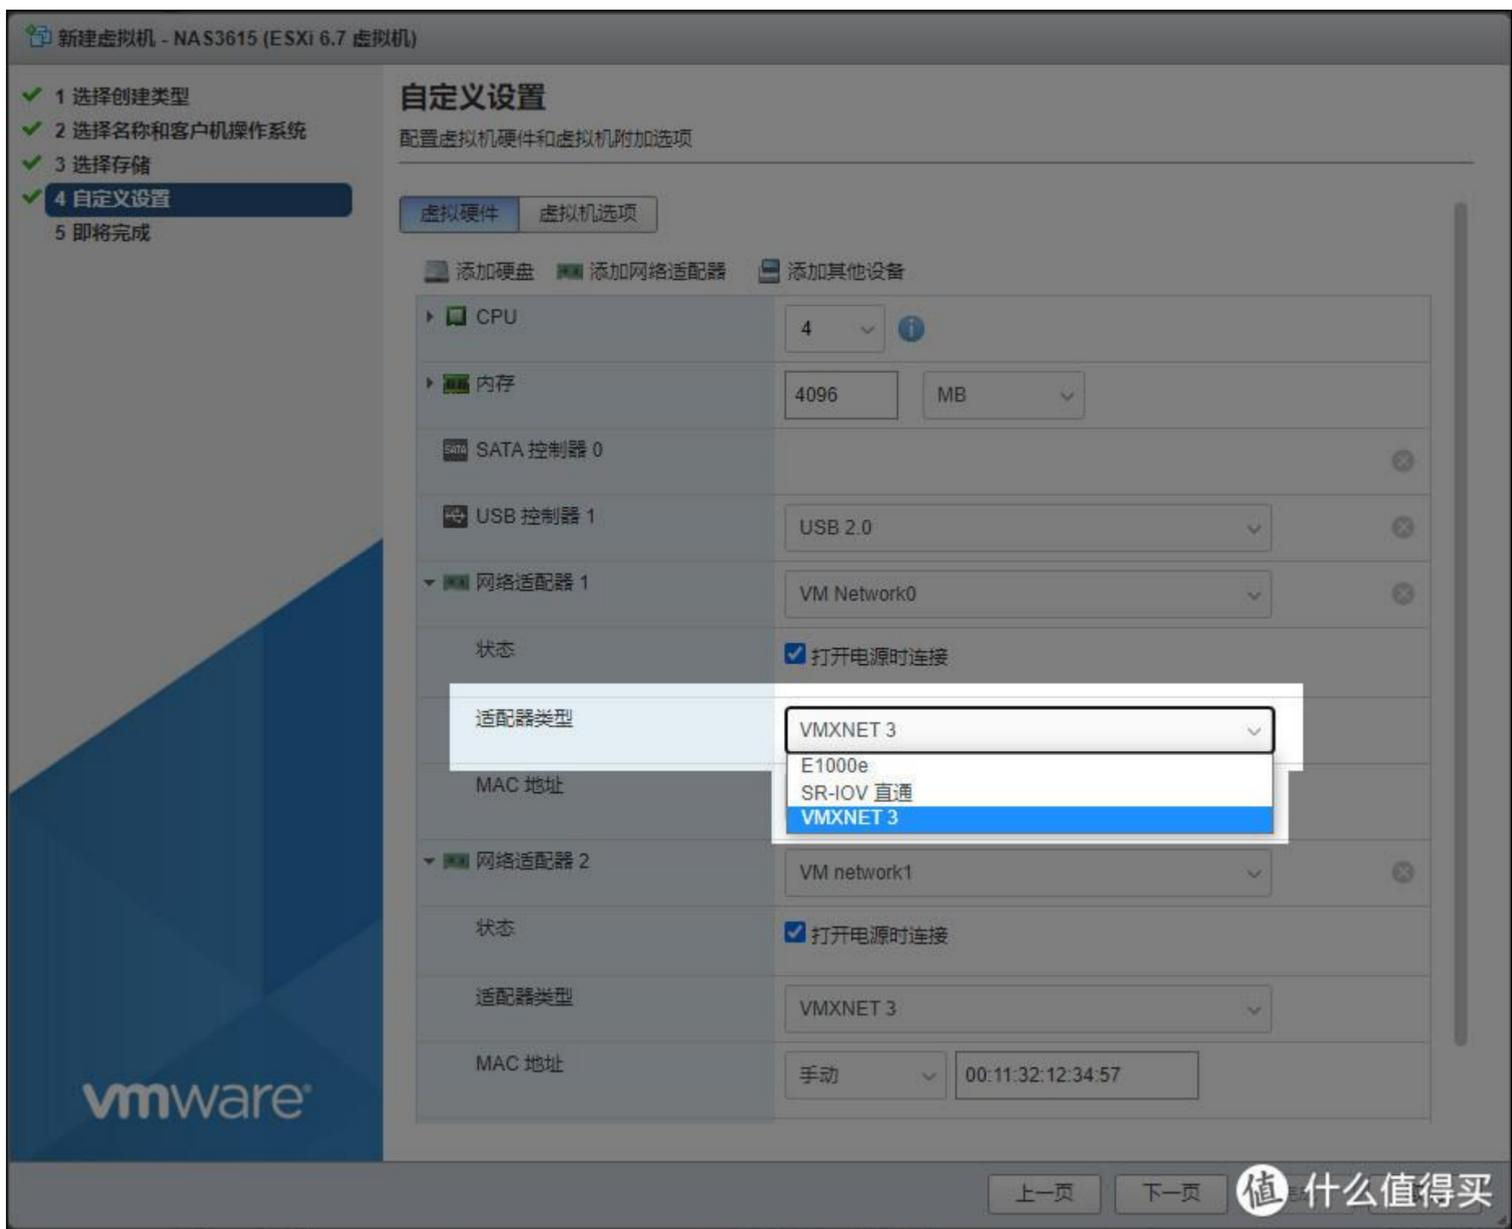 新建虚拟机 - NAS3615 (ESXi 6.7 虚拟机)
1 选择创建类型
2 选择名称和客户机操作系统
3 选择存储
4 自定义设置
5 即将完成
自定义设置
配置虚拟机硬件和虚拟机附加选项
虚拟硬件 虚拟机选项
添加硬盘 添加网络适配器 添加其他设备
CPU 4
内存 4096 MB
SATA 控制器 0
USB 控制器 1 USB 2.0
网络适配器 1 VM Network0
状态 打开电源时连接
适配器类型 VMXNET 3
E1000e
SR-IOV 直通
VMXNET 3
MAC 地址
网络适配器 2 VM network1
状态 打开电源时连接
适配器类型 VMXNET 3
MAC 地址 手动 00:11:32:12:34:57
vmware
上一页 下一页
值 什么值得买